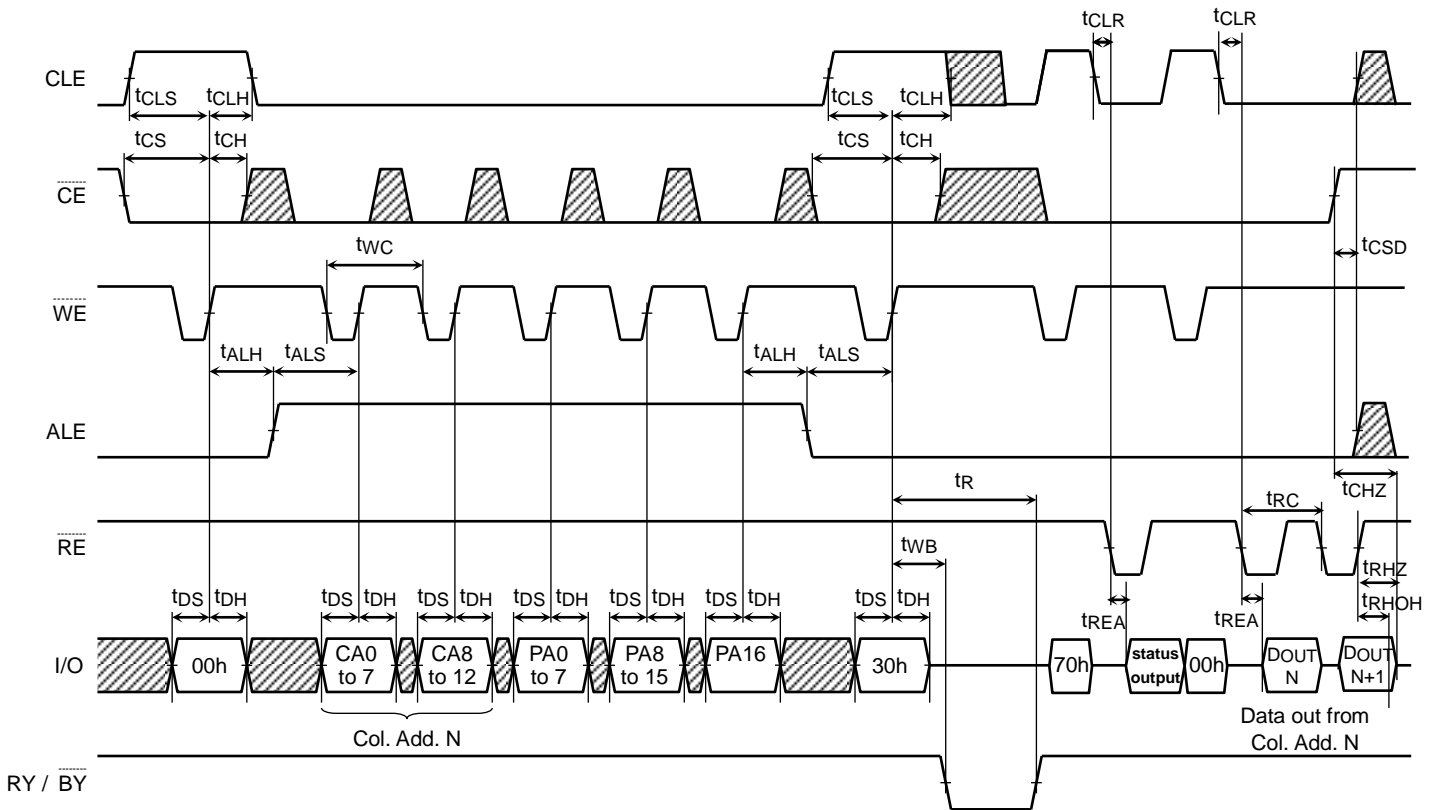 tCLR tCLR
CLE
tCLS tCLH tCLS tCLH
tCS tCH tCS tCH
CE
tCSD
tWC
WE
tALH tALS tALH tALS
ALE
tR tCHZ
tRC
RE
tWB
tRHZ
tDS tDH tDS tDH tDS tDH tDS tDH tDS tDH tDS tDH tDS tDH tREA tREA tRHOH
I/O
00h
CA0
to 7
CA8
to 12
PA0
to 7
PA8
to 15
PA16
30h
70h
status
output
00h
DOUT
N
DOUT
N+1
Col. Add. N
Data out from
Col. Add. N
RY / BY